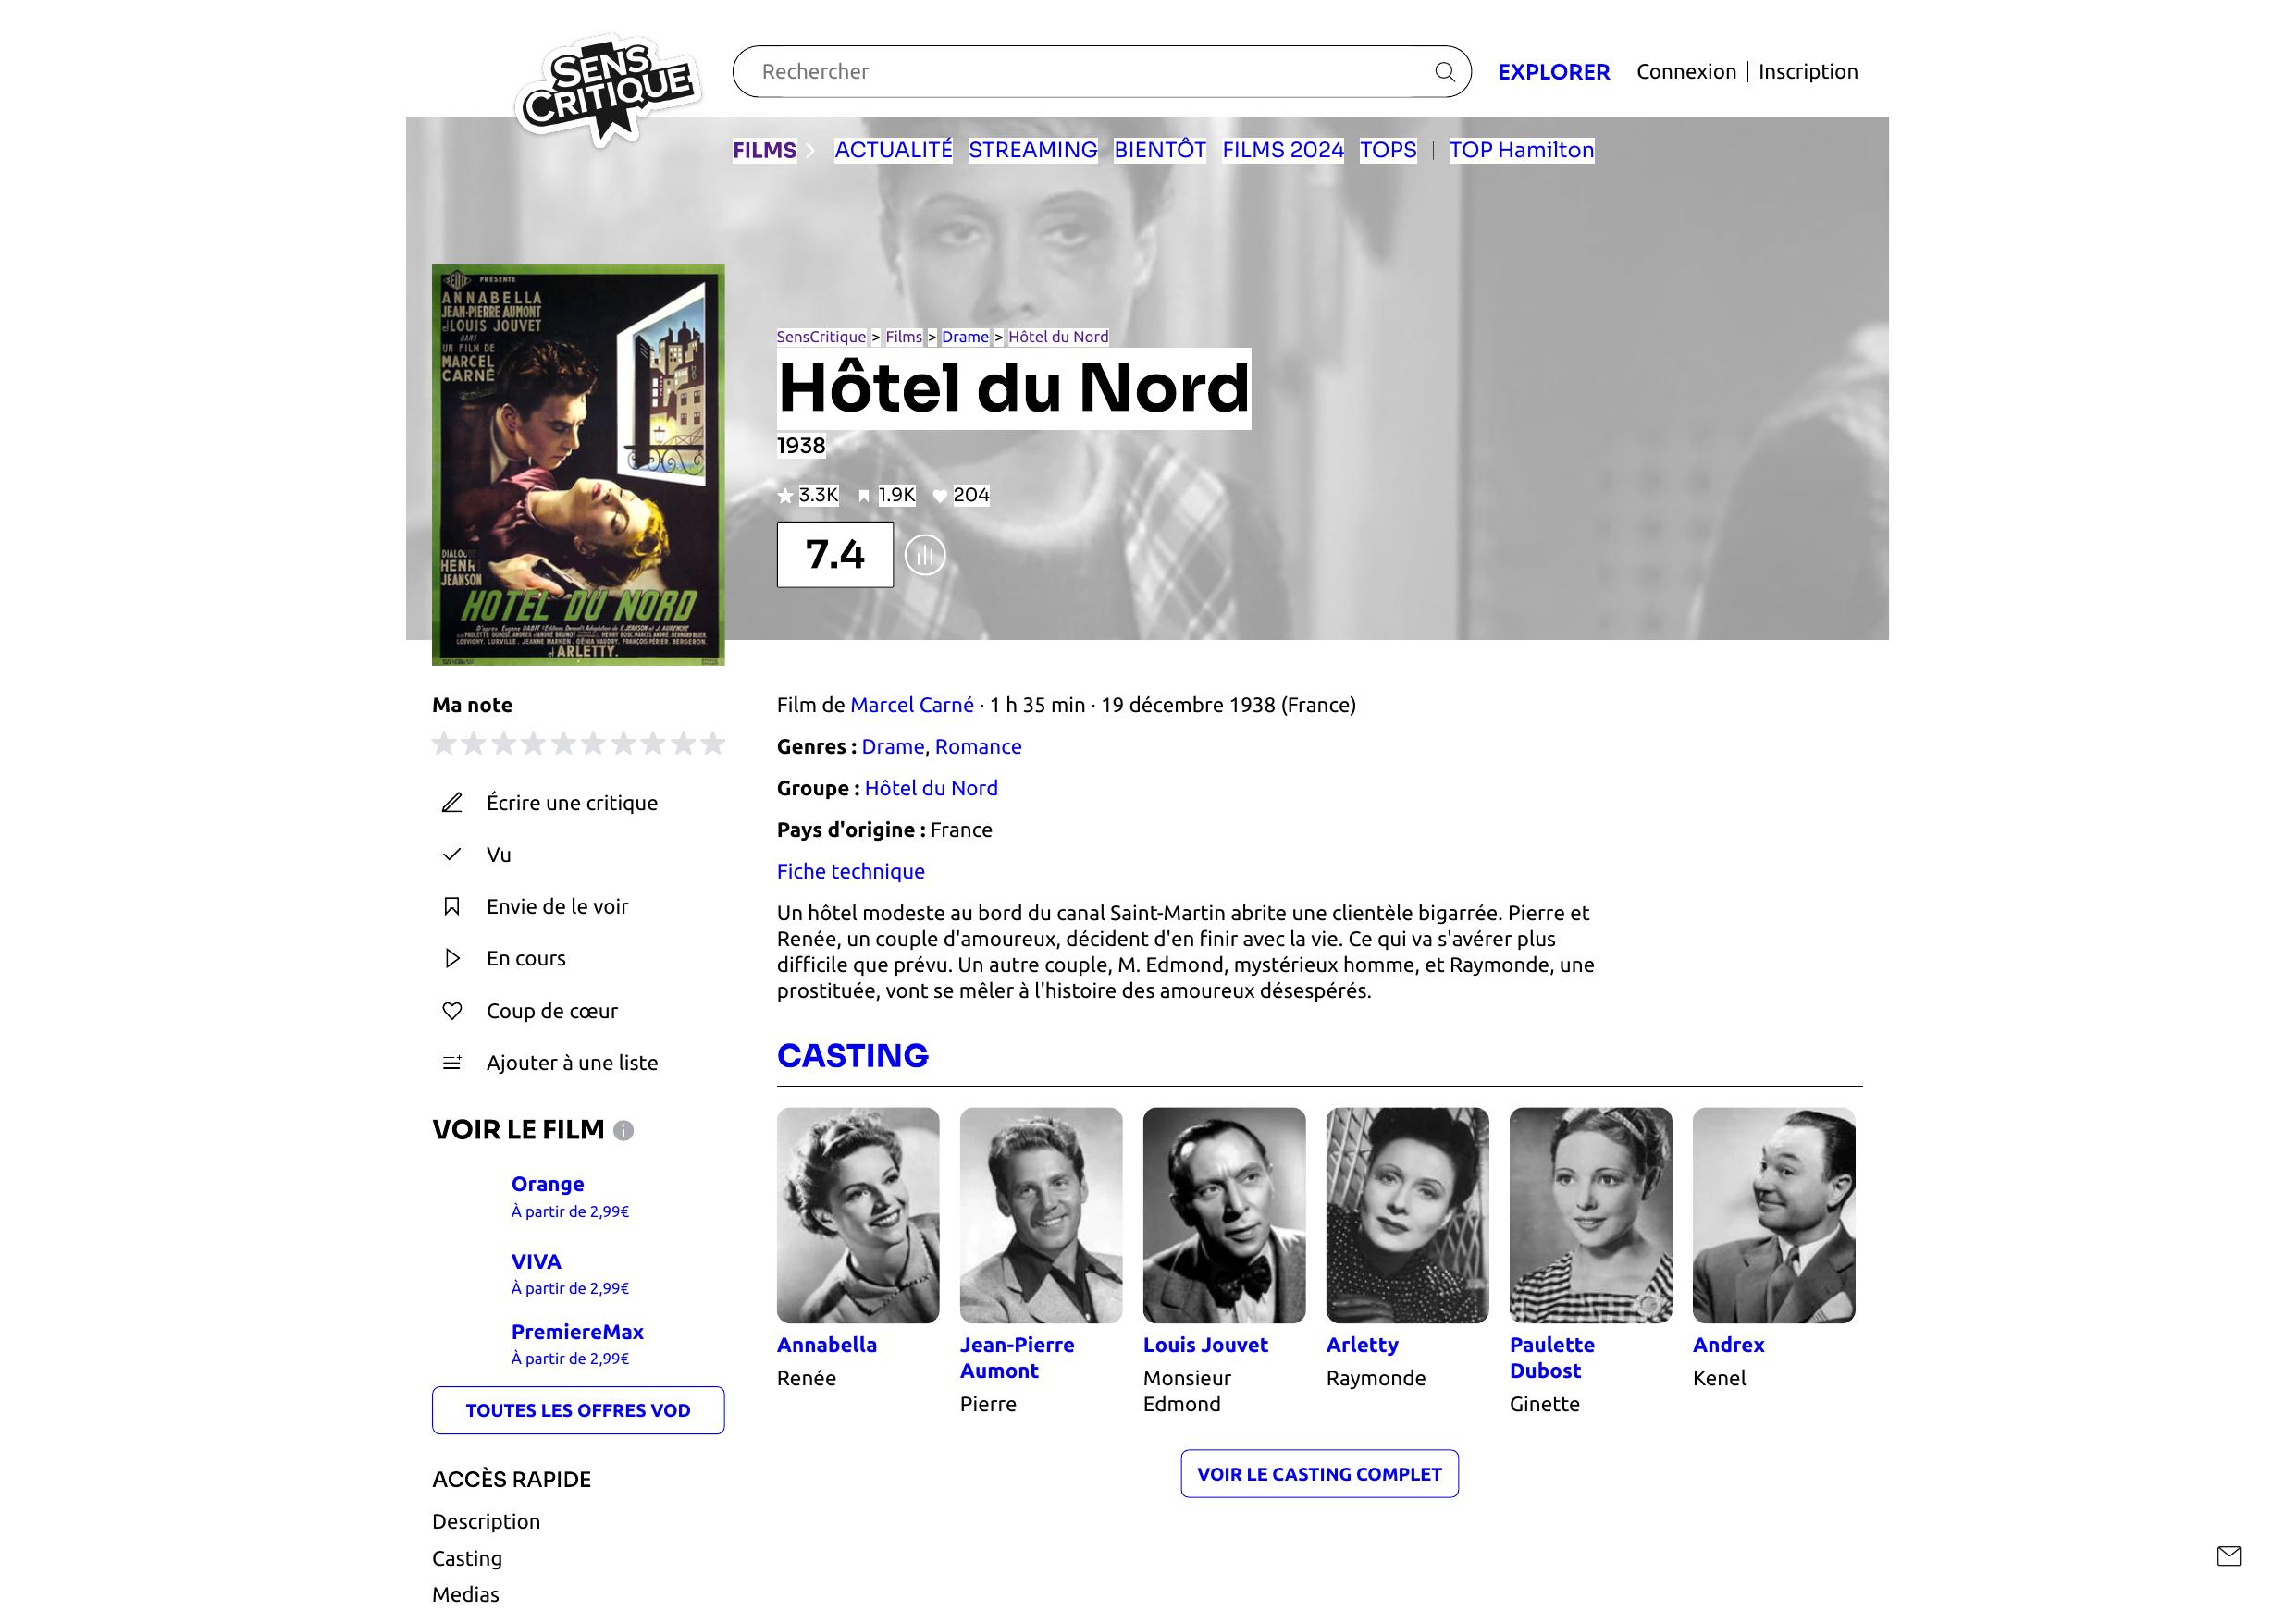 SENS
CRITIQUE
Rechercher
EXPLORER
Connexion | Inscription
FILMS
ACTUALITÉ
STREAMING
BIENTÔT
FILMS 2024
TOPS
|
TOP Hamilton
PRÉSENTE
ANNABELLA
JEAN-PIERRE AUMONT
et LOUIS JOUVET
DANS
UN FILM DE
MARCEL
CARNÉ
HENRI
JEANSON
HOTEL DU NORD
et ARLETTY.
SensCritique > Films > Drame > Hôtel du Nord
Hôtel du Nord
1938
3.3K 1.9K 204
7.4
Ma note
Écrire une critique
Vu
Envie de le voir
En cours
Coup de cœur
Ajouter à une liste
VOIR LE FILM
Orange
À partir de 2,99€
VIVA
À partir de 2,99€
PremiereMax
À partir de 2,99€
TOUTES LES OFFRES VOD
ACCÈS RAPIDE
Description
Casting
Medias
Film de Marcel Carné · 1 h 35 min · 19 décembre 1938 (France)
Genres : Drame, Romance
Groupe : Hôtel du Nord
Pays d'origine : France
Fiche technique
Un hôtel modeste au bord du canal Saint-Martin abrite une clientèle bigarrée. Pierre et
Renée, un couple d'amoureux, décident d'en finir avec la vie. Ce qui va s'avérer plus
difficile que prévu. Un autre couple, M. Edmond, mystérieux homme, et Raymonde, une
prostituée, vont se mêler à l'histoire des amoureux désespérés.
CASTING
Annabella
Renée
Jean-Pierre
Aumont
Pierre
Louis Jouvet
Monsieur
Edmond
Arletty
Raymonde
Paulette
Dubost
Ginette
Andrex
Kenel
VOIR LE CASTING COMPLET